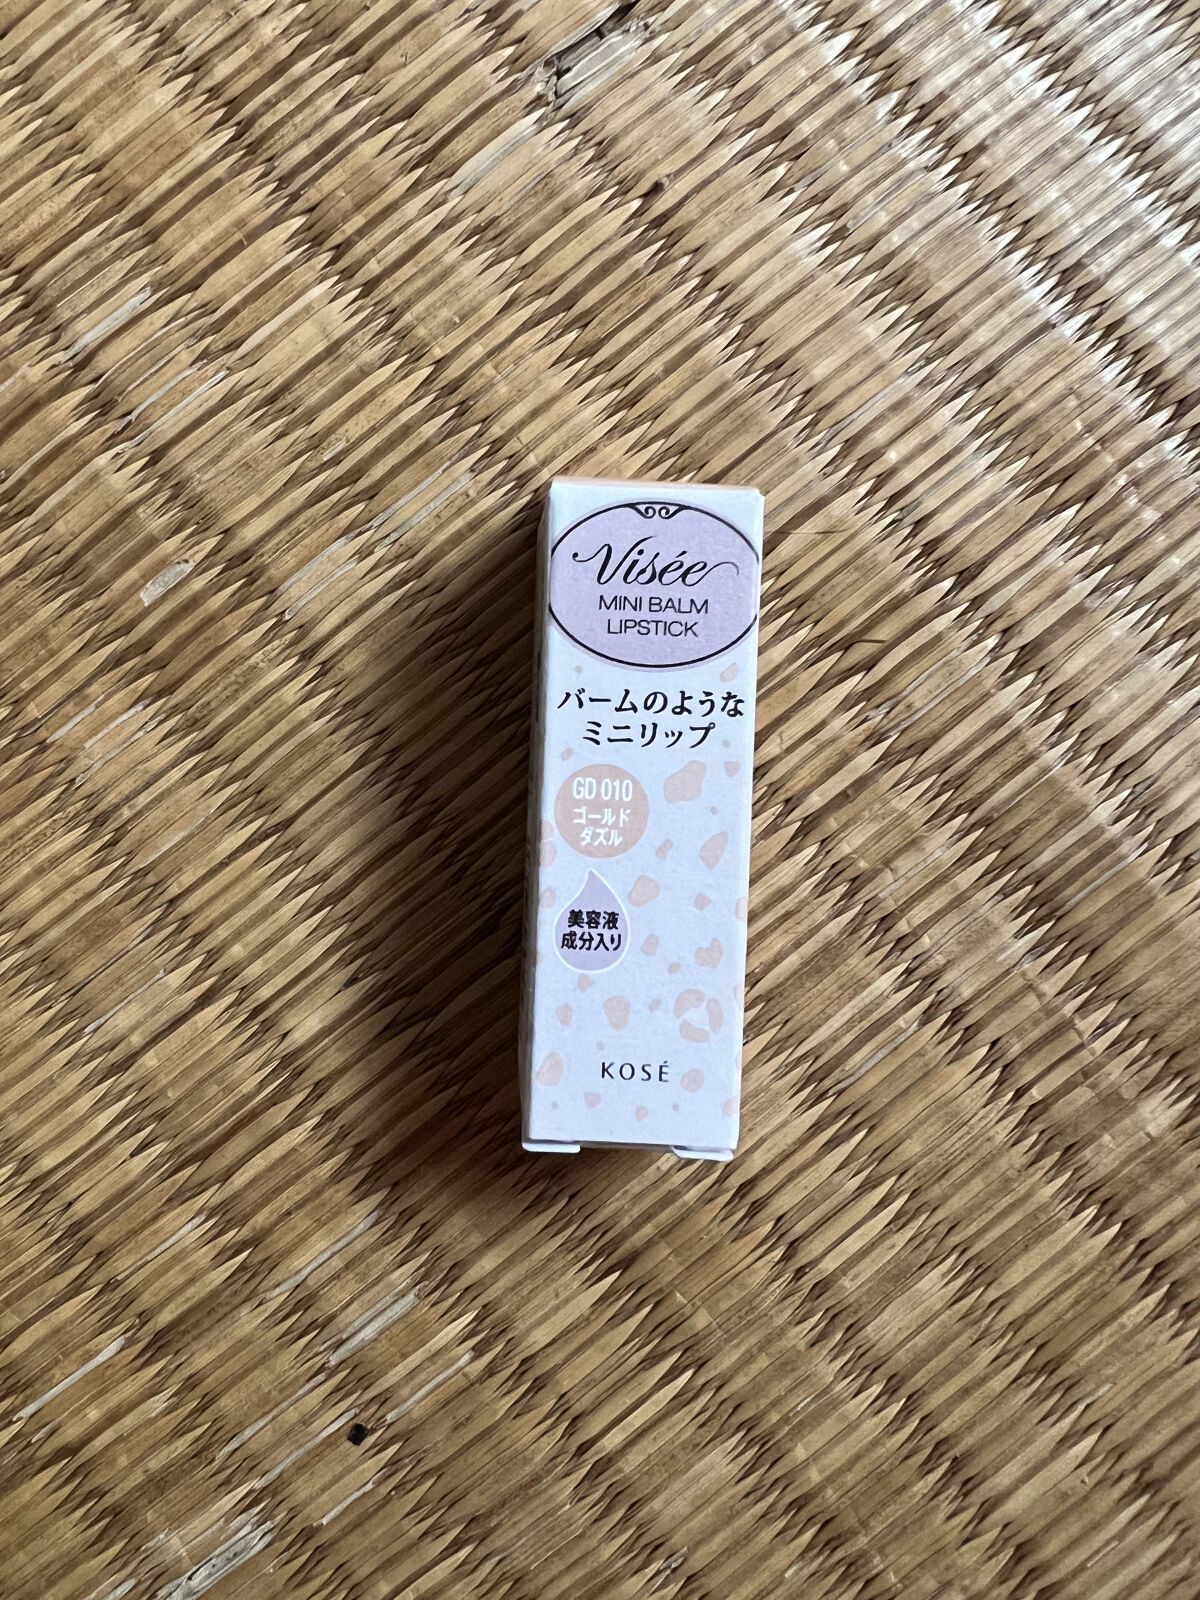 Visée
MINI BALM
LIPSTICK
バームのような
ミニリップ
GD 010
ゴールド
ダズル
美容液
成分入り
KOSÉ